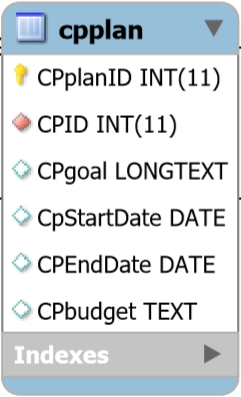 cpplan
CPplanID INT(11)
CPID INT(11)
CPgoal LONGTEXT
CpStartDate DATE
CPEndDate DATE
CPbudget TEXT
Indexes